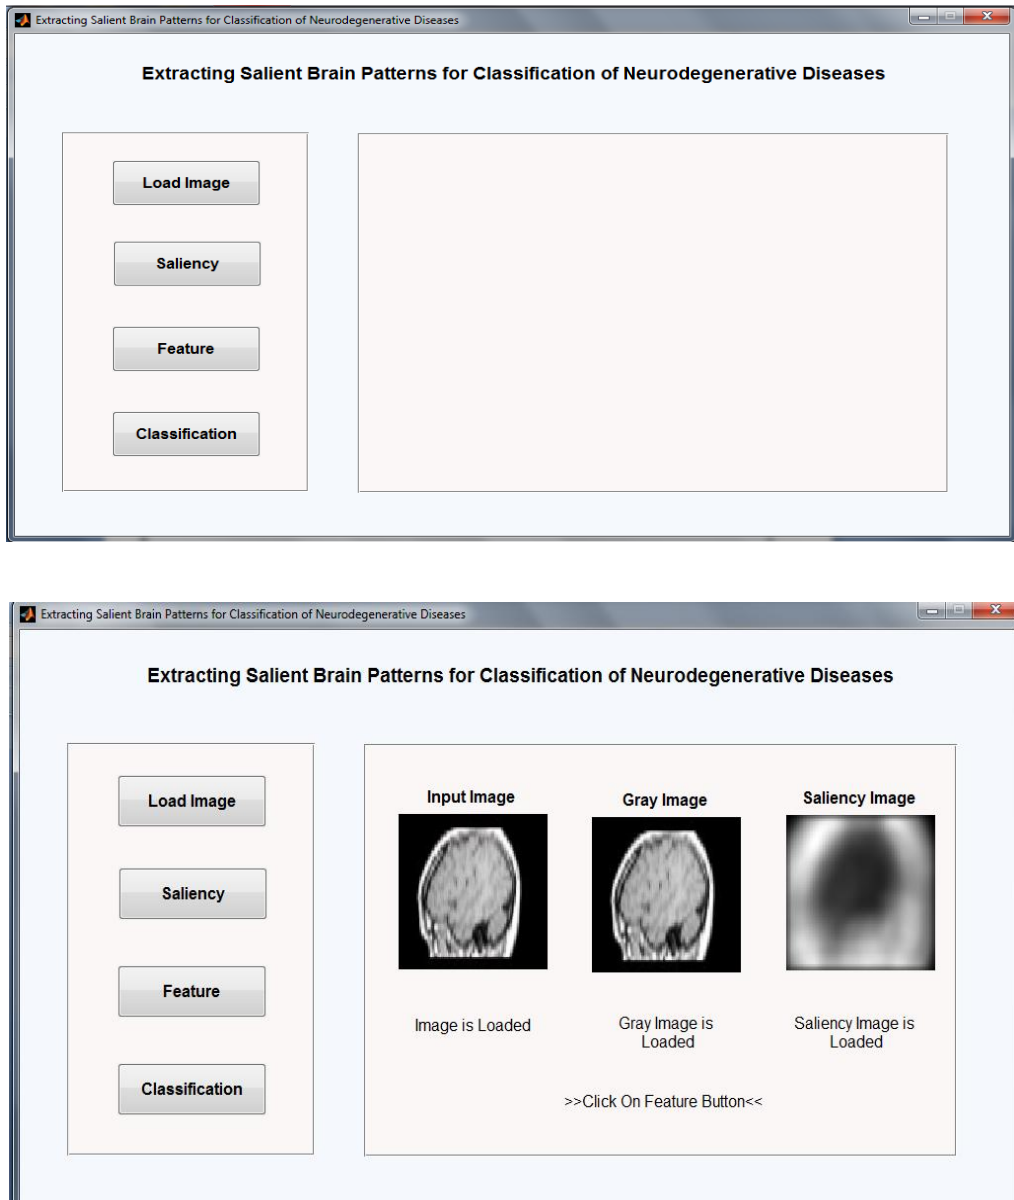 Extracting Salient Brain Patterns for Classification of Neurodegenerative Diseases
Extracting Salient Brain Patterns for Classification of Neurodegenerative Diseases
Load Image
Saliency
Feature
Classification
Extracting Salient Brain Patterns for Classification of Neurodegenerative Diseases
Extracting Salient Brain Patterns for Classification of Neurodegenerative Diseases
Load Image
Saliency
Feature
Classification
Input Image
Gray Image
Saliency Image
Image is Loaded
Gray Image is
Loaded
Saliency Image is
Loaded
>>Click On Feature Button<<